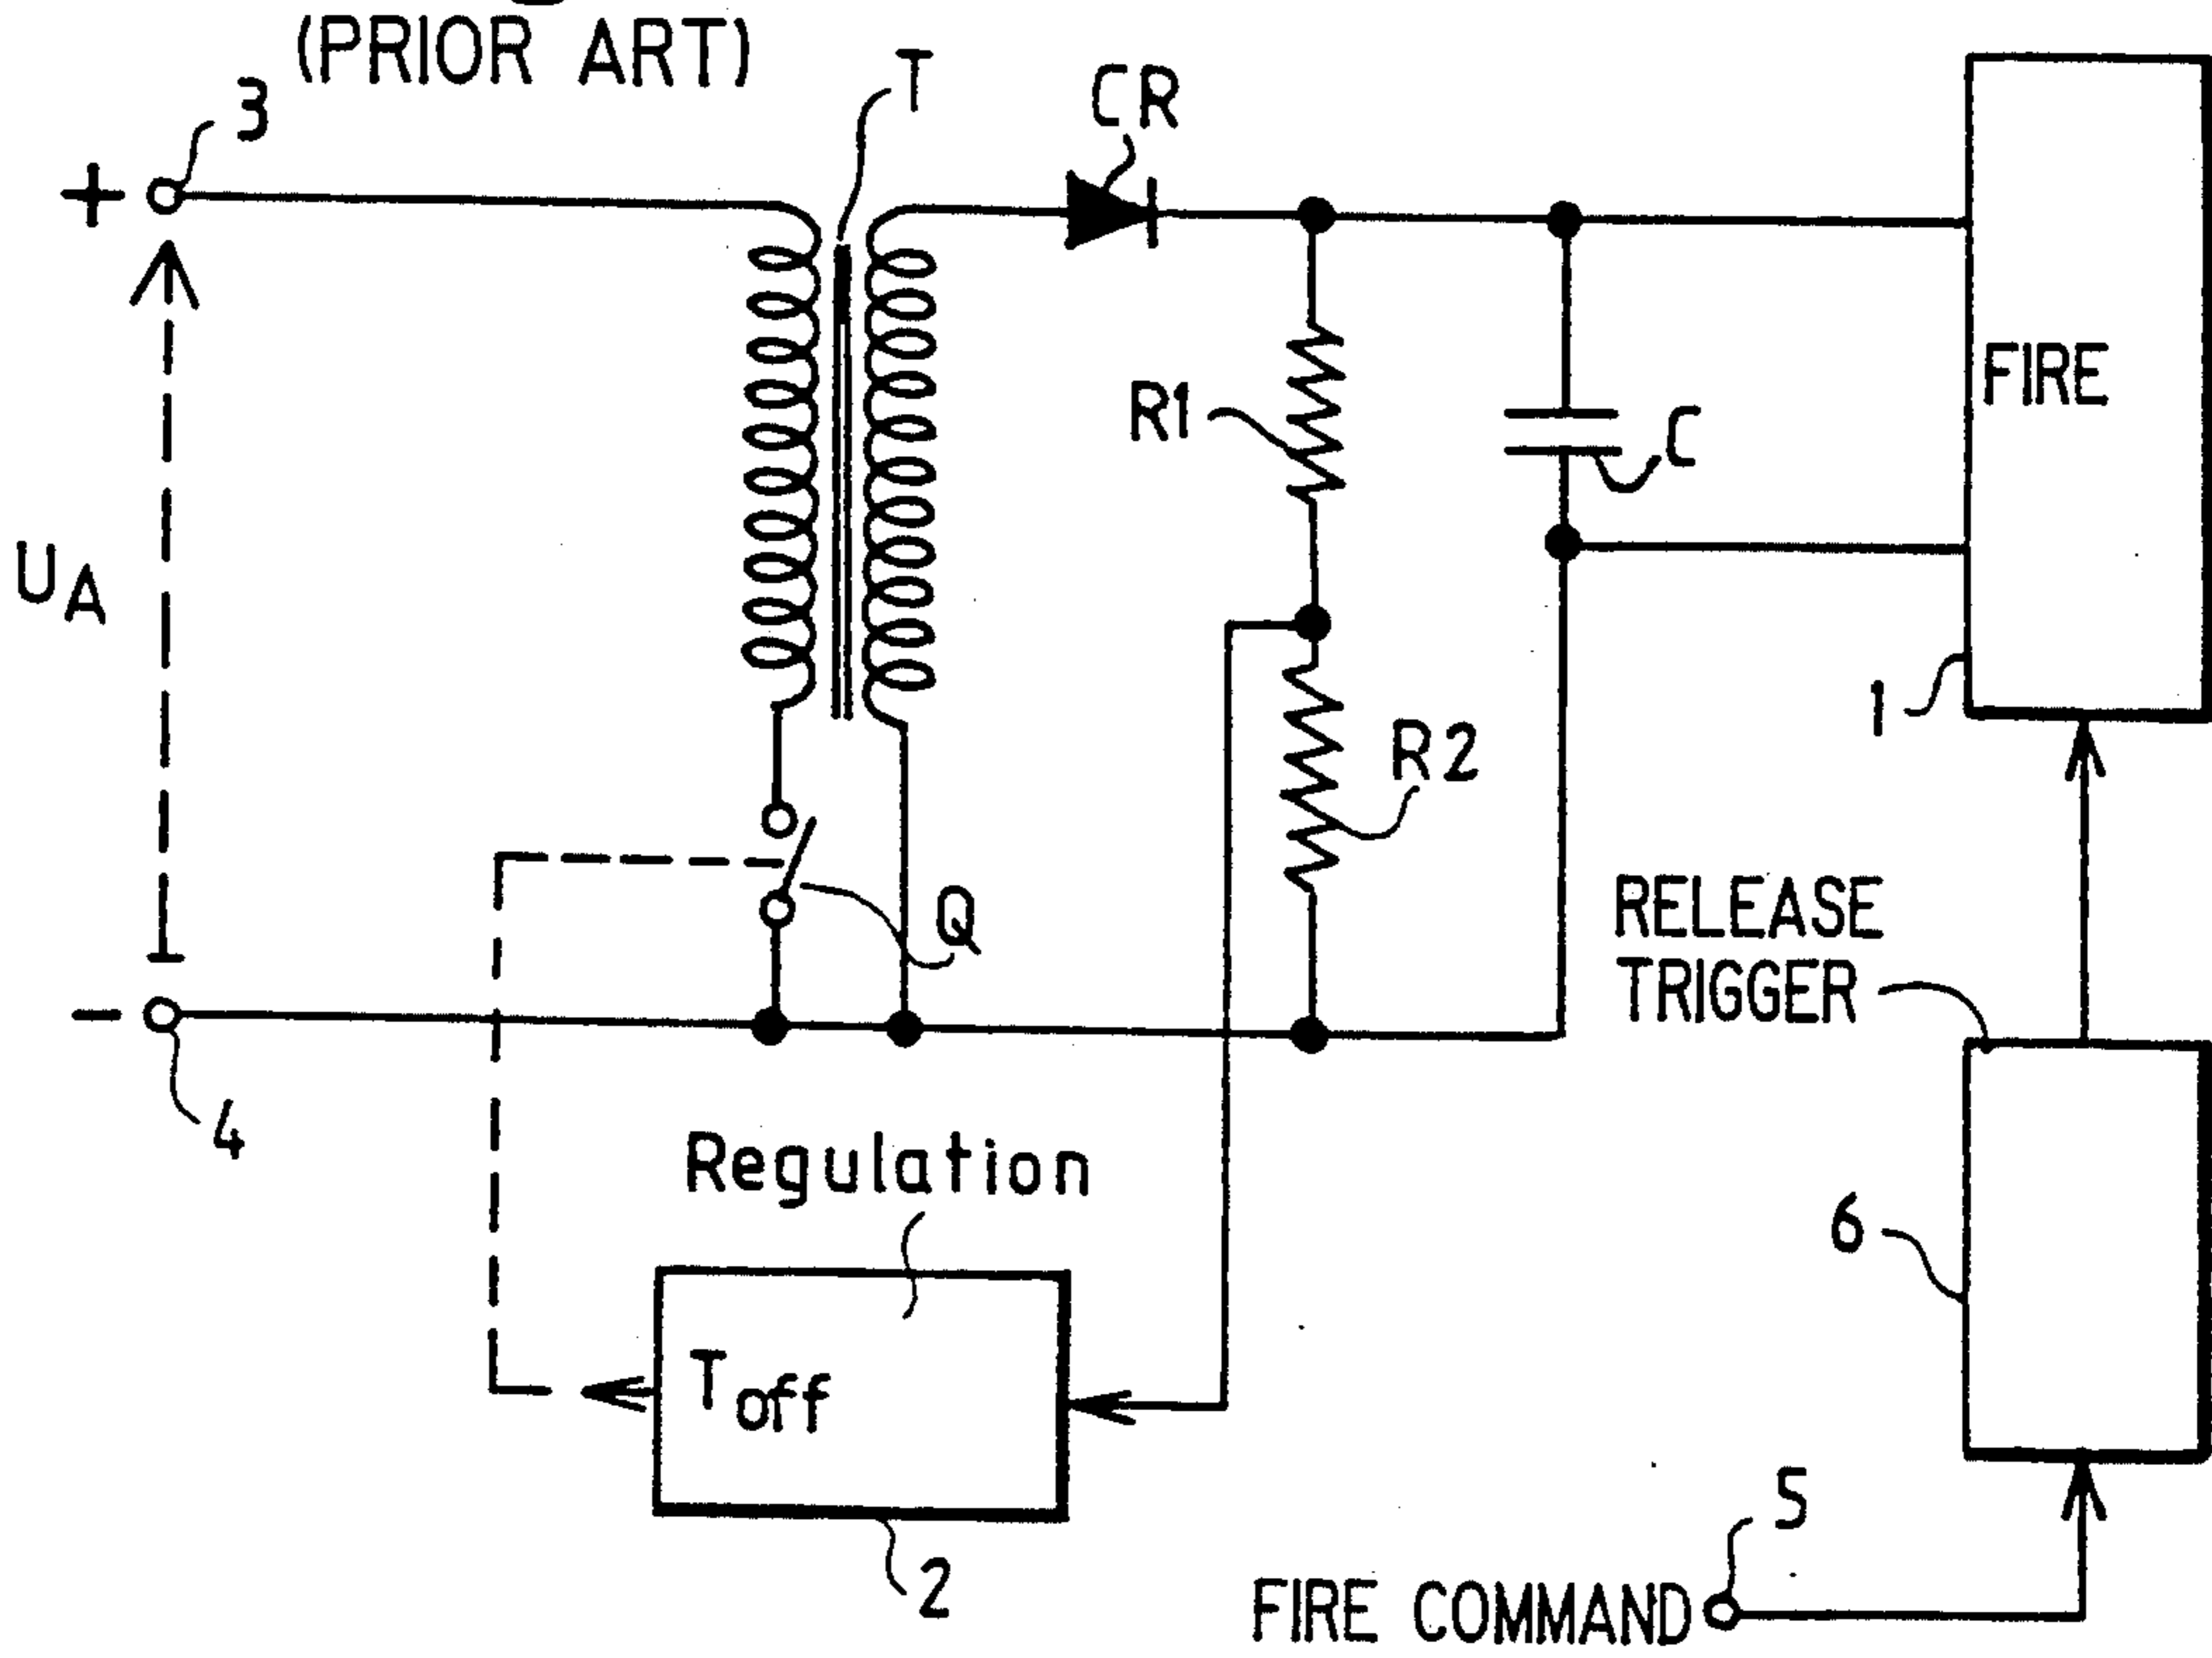 (PRIOR ART)
3
T
CR
+
R1
C
FIRE
UA
1
R2
Q
RELEASE
TRIGGER
-
4
Regulation
6
Toff
5
2
FIRE COMMAND